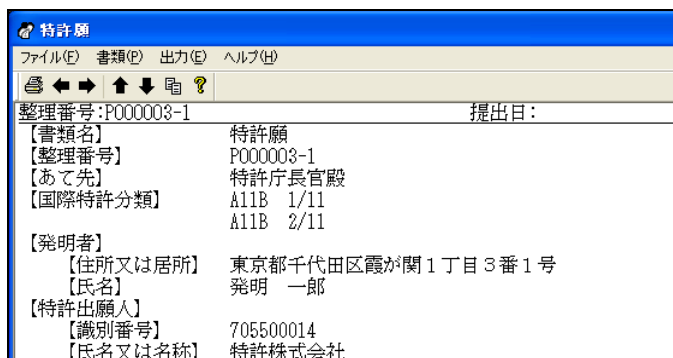 特許願
ファイル(F) 書類(P) 出力(E) ヘルプ(H)
整理番号:P000003-1 提出日:
【書類名】 特許願
【整理番号】 P000003-1
【あて先】 特許庁長官殿
【国際特許分類】 A11B 1/11
A11B 2/11
【発明者】
【住所又は居所】 東京都千代田区霞が関1丁目3番1号
【氏名】 発明 一郎
【特許出願人】
【識別番号】 705500014
【氏名又は名称】 特許株式会社